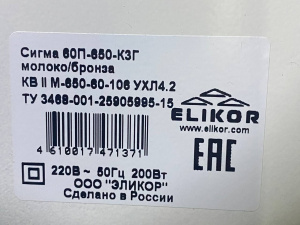 Сигма 60П-650-К3Г
молоко/бронза
КВ II М-650-60-106 УХЛ4.2
ТУ 3468-001-25905995-15
ELIKOR
www.elikor.com
4 610017 471371
EAC
220В ~ 50Гц 200Вт
ООО "ЭЛИКОР"
Сделано в России